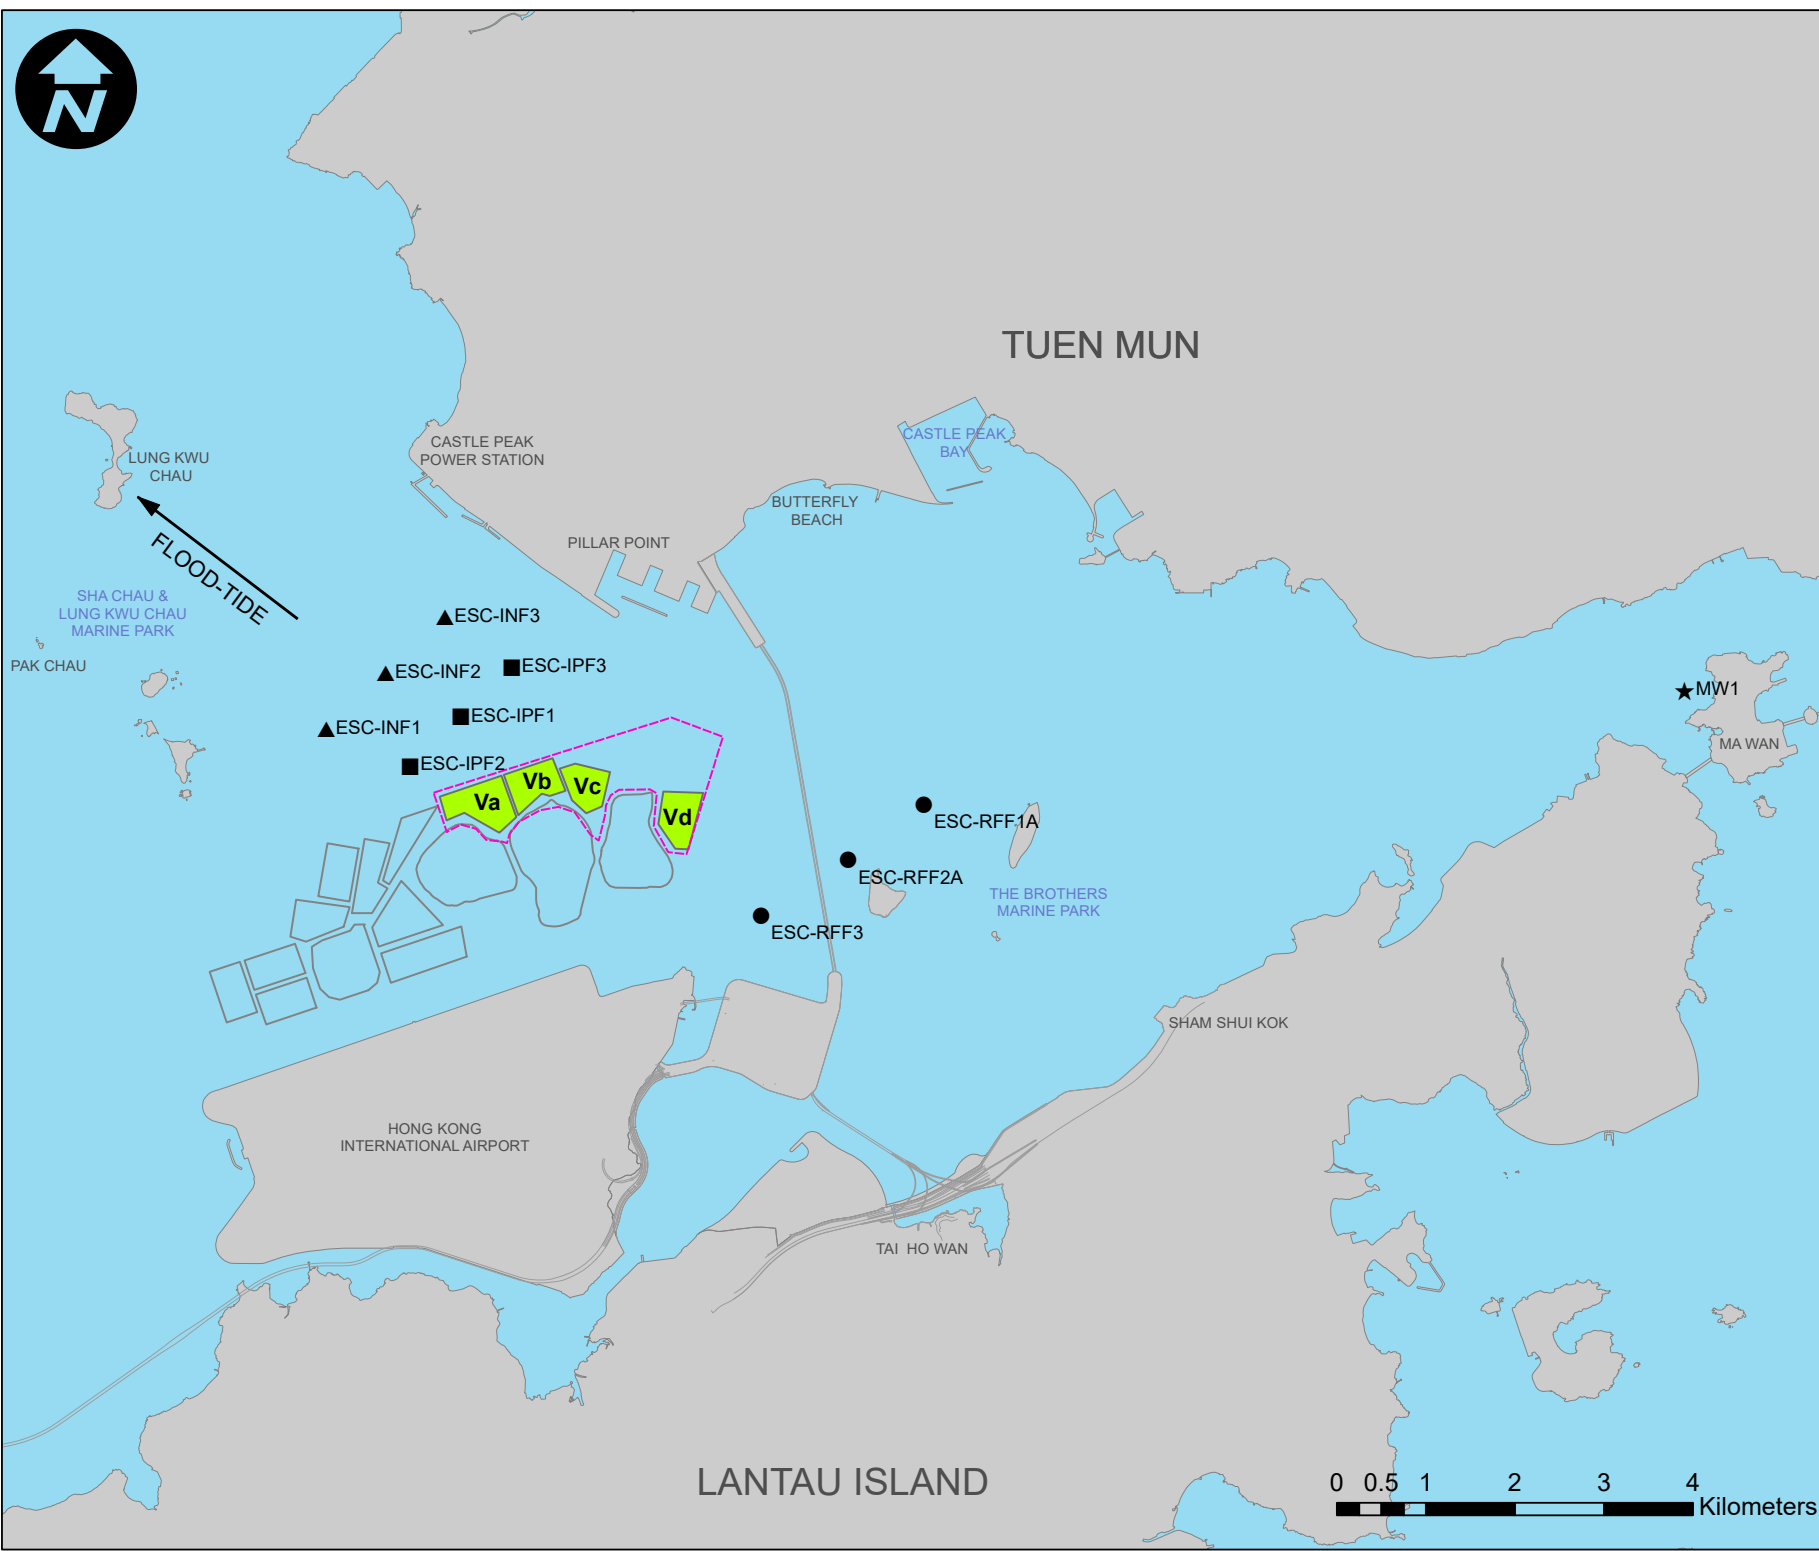 N
TUEN MUN
CASTLE PEAK
BAY
CASTLE PEAK
POWER STATION
LUNG KWU
CHAU
BUTTERFLY
BEACH
PILLAR POINT
FLOOD-TIDE
SHA CHAU &
LUNG KWU CHAU
MARINE PARK
PAK CHAU
ESC-INF3
ESC-IPF3
ESC-INF2
ESC-IPF1
ESC-INF1
ESC-IPF2
MW1
MA WAN
Va
Vb
Vc
Vd
ESC-RFF1A
ESC-RFF2A
ESC-RFF3
THE BROTHERS
MARINE PARK
SHAM SHUI KOK
HONG KONG
INTERNATIONAL AIRPORT
TAI HO WAN
LANTAU ISLAND
0 0.5 1 2 3 4
Kilometers